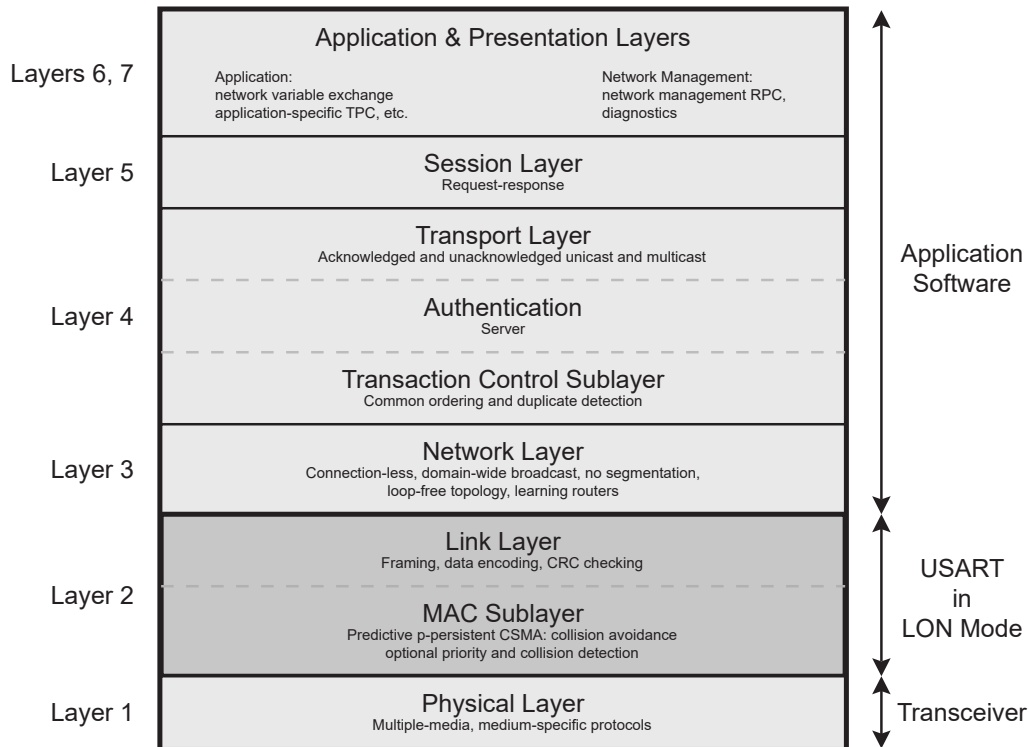 Application & Presentation Layers
Layers 6, 7
Application:
network variable exchange
application-specific TPC, etc.
Network Management:
network management RPC,
diagnostics
Layer 5
Session Layer
Request-response
Transport Layer
Acknowledged and unacknowledged unicast and multicast
Application
Software
Layer 4
Authentication
Server
Transaction Control Sublayer
Common ordering and duplicate detection
Layer 3
Network Layer
Connection-less, domain-wide broadcast, no segmentation,
loop-free topology, learning routers
Link Layer
Framing, data encoding, CRC checking
Layer 2
USART
in
LON Mode
MAC Sublayer
Predictive p-persistent CSMA: collision avoidance
optional priority and collision detection
Layer 1
Physical Layer
Multiple-media, medium-specific protocols
Transceiver